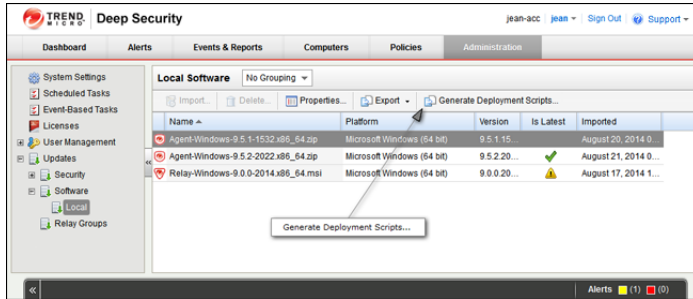 TREND MICRO Deep Security
jean-acc jean Sign Out Support
Dashboard Alerts Events & Reports Computers Policies Administration
System Settings
Scheduled Tasks
Event-Based Tasks
Licenses
User Management
Updates
Security
Software
Local
Relay Groups
Local Software No Grouping
Import... Delete... Properties... Export Generate Deployment Scripts...
Name Platform Version Is Latest Imported
Agent-Windows-9.5.1-1532.x86_64.zip Microsoft Windows (64 bit) 9.5.1.15... August 20, 2014 0...
Agent-Windows-9.5.2-2022.x86_64.zip Microsoft Windows (64 bit) 9.5.2.20... August 21, 2014 0...
Relay-Windows-9.0.0-2014.x86_64.msi Microsoft Windows (64 bit) 9.0.0.20... August 17, 2014 1...
Generate Deployment Scripts...
Alerts (1) (0)